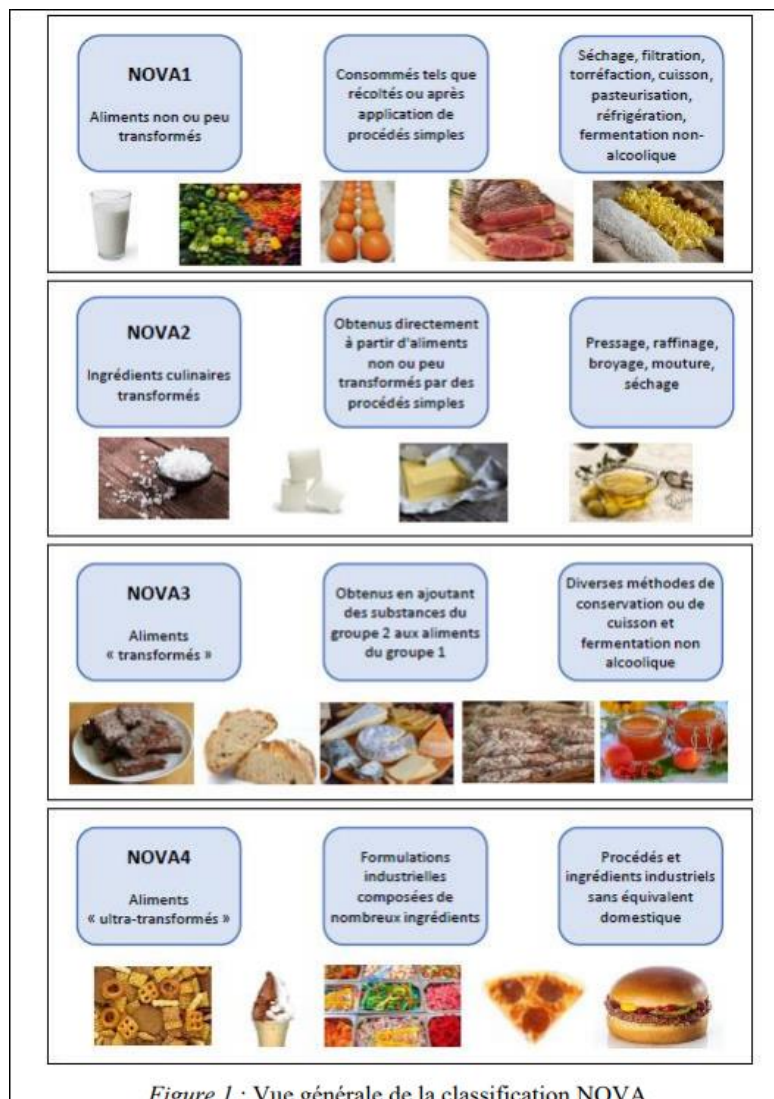 NOVA1
Aliments non ou peu
transformés
Consommés tels que
récoltés ou après
application de
procédés simples
Séchage, filtration,
torréfaction, cuisson,
pasteurisation,
réfrigération,
fermentation non-
alcoolique
NOVA2
Ingrédients culinaires
transformés
Obtenus directement
à partir d'aliments
non ou peu
transformés par des
procédés simples
Pressage, raffinage,
broyage, mouture,
séchage
NOVA3
Aliments
« transformés »
Obtenus en ajoutant
des substances du
groupe 2 aux aliments
du groupe 1
Diverses méthodes de
conservation ou de
cuisson et
fermentation non
alcoolique
NOVA4
Aliments
« ultra-transformés »
Formulations
industrielles
composées de
nombreux ingrédients
Procédés et
ingrédients industriels
sans équivalent
domestique
Figure 1 : Vue générale de la classification NOVA